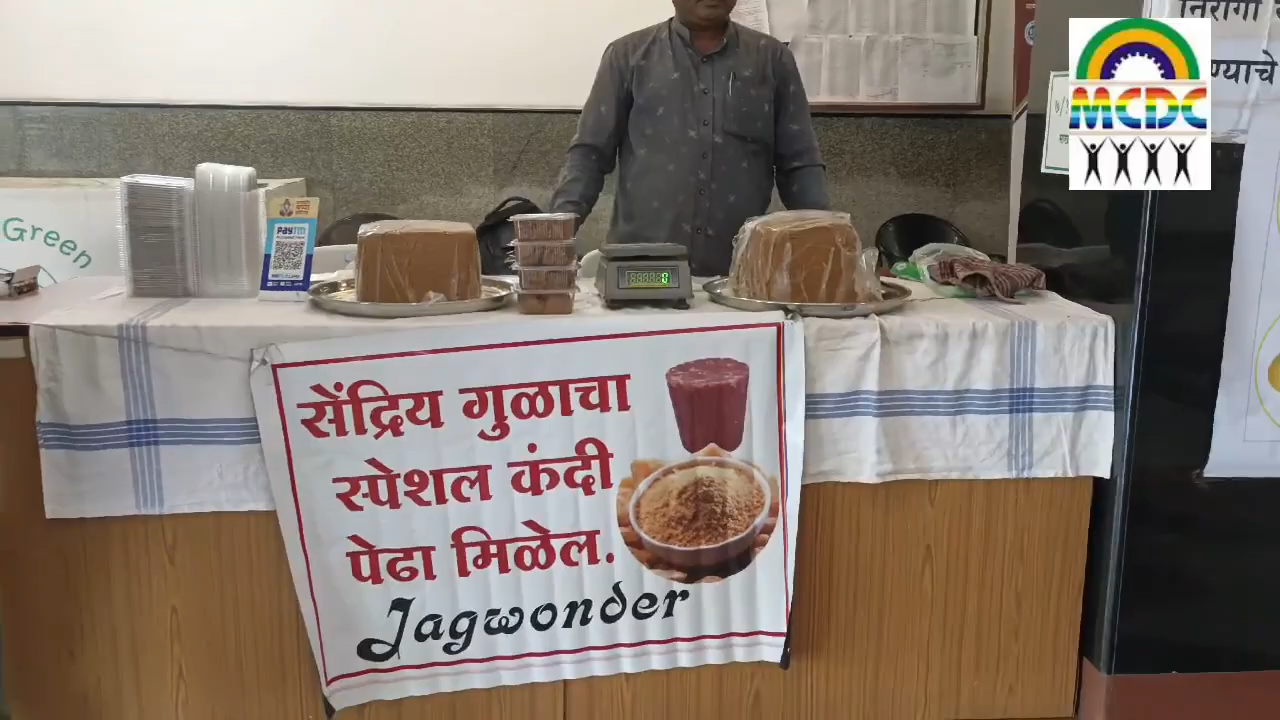 निरोगी
ण्याचे
MCDC
Green
Paytm
सेंद्रिय गुळाचा
स्पेशल कंदी
पेढा मिळेल.
Jagwonder